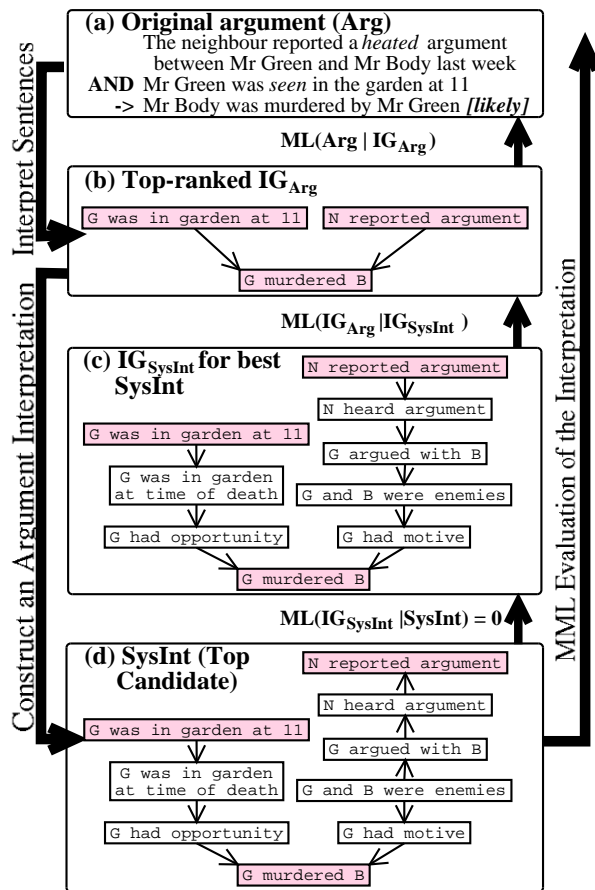 (a) Original argument (Arg)
The neighbour reported a heated argument
between Mr Green and Mr Body last week
AND Mr Green was seen in the garden at 11
-> Mr Body was murdered by Mr Green [likely]
Interpret Sentences
ML(Arg | IG_Arg)
(b) Top-ranked IG_Arg
G was in garden at 11
N reported argument
G murdered B
Construct an Argument Interpretation
MML Evaluation of the Interpretation
ML(IG_Arg |IG_SysInt )
(c) IG_SysInt for best
SysInt
N reported argument
N heard argument
G was in garden at 11
G argued with B
G was in garden
at time of death
G and B were enemies
G had opportunity
G had motive
G murdered B
ML(IG_SysInt |SysInt) = 0
(d) SysInt (Top
Candidate)
N reported argument
N heard argument
G was in garden at 11
G argued with B
G was in garden
at time of death
G and B were enemies
G had opportunity
G had motive
G murdered B